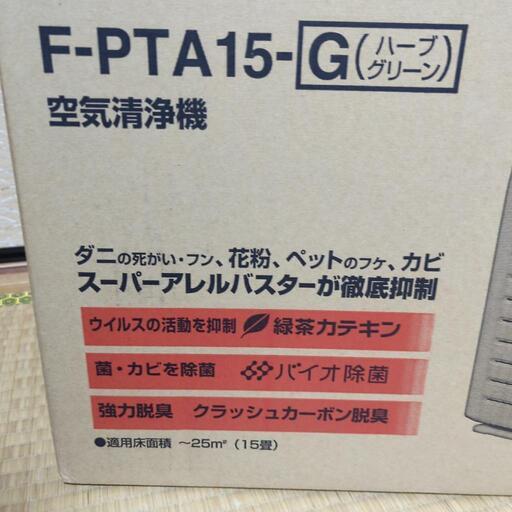 F-PTA15-G(ハーブグリーン)
空気清浄機
ダニの死がい・フン、花粉、ペットのフケ、カビ
スーパーアレルバスターが徹底抑制
ウイルスの活動を抑制 緑茶カテキン
菌・カビを除菌 バイオ除菌
強力脱臭 クラッシュカーボン脱臭
●適用床面積 〜25m²(15畳)